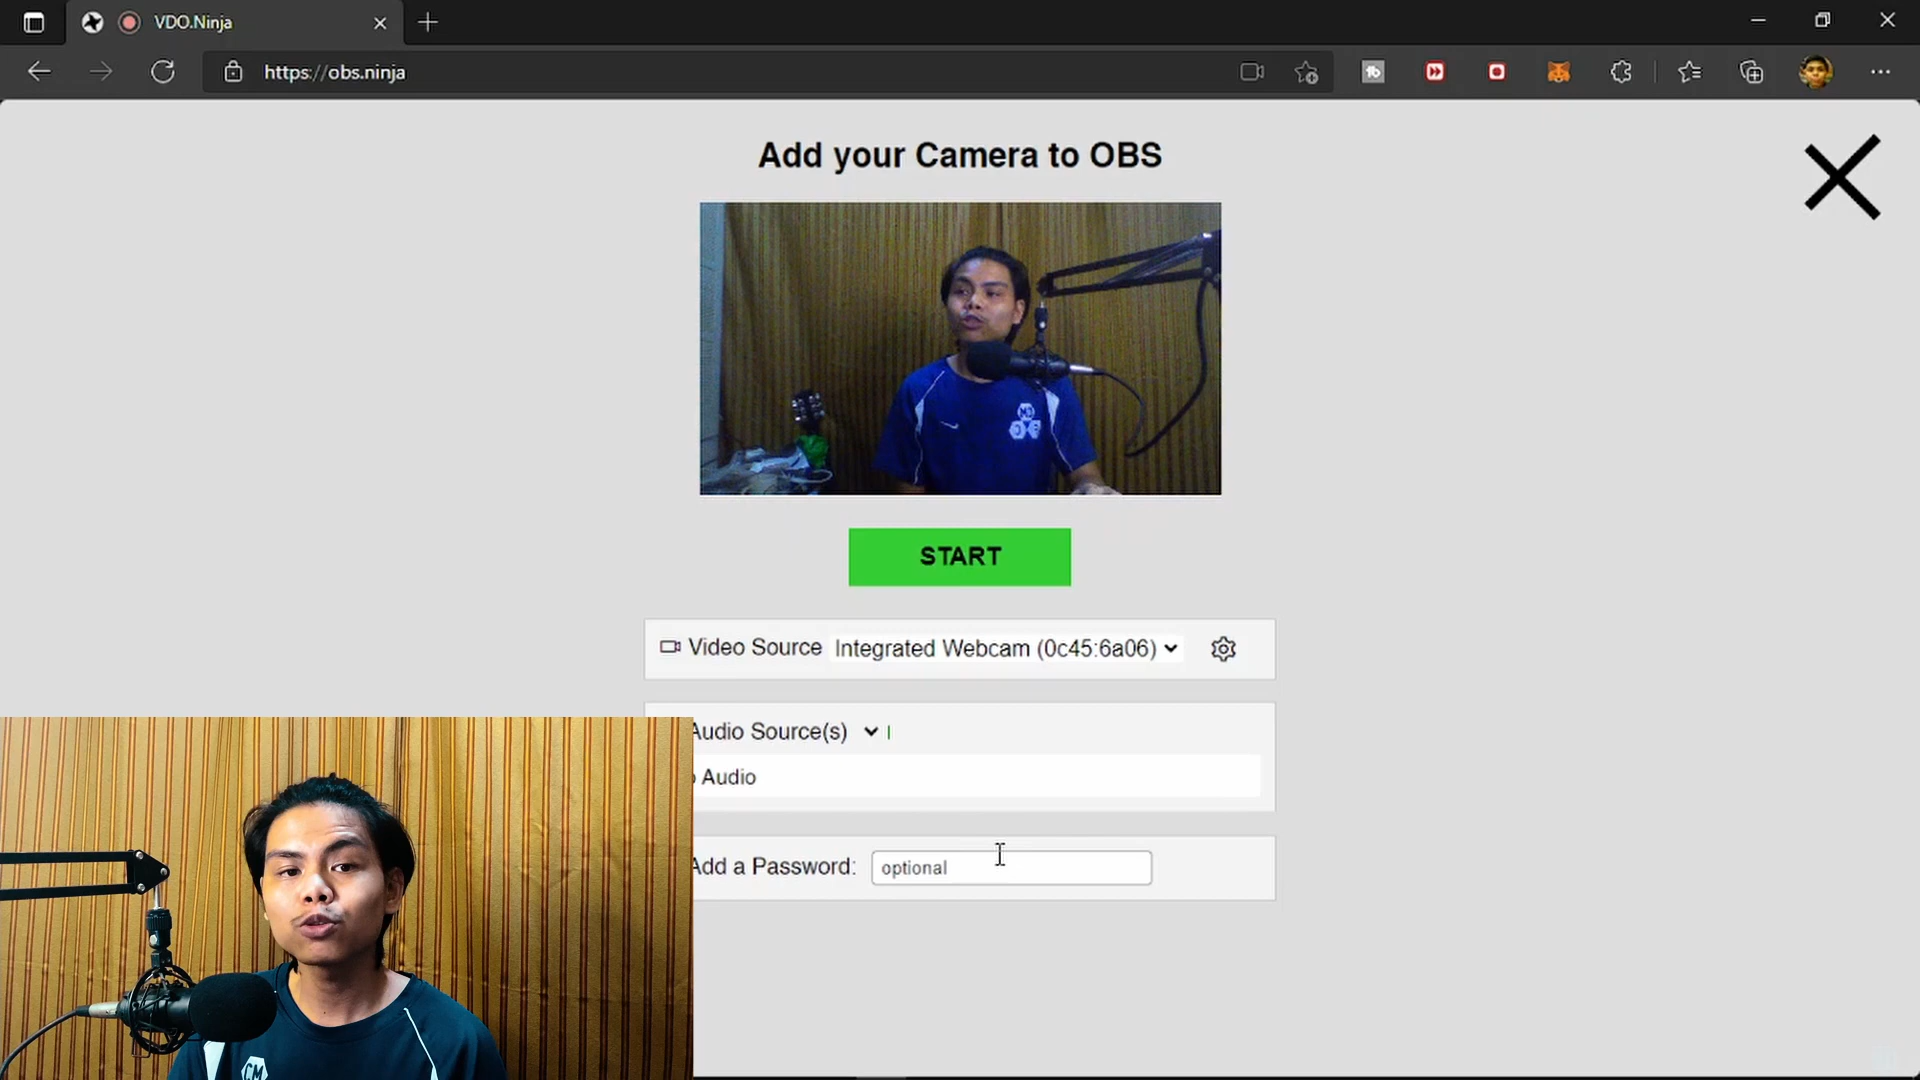 VDO.Ninja
https://obs.ninja
Add your Camera to OBS
START
Video Source Integrated Webcam (0c45:6a06)
Audio Source(s)
Audio
Add a Password: optional